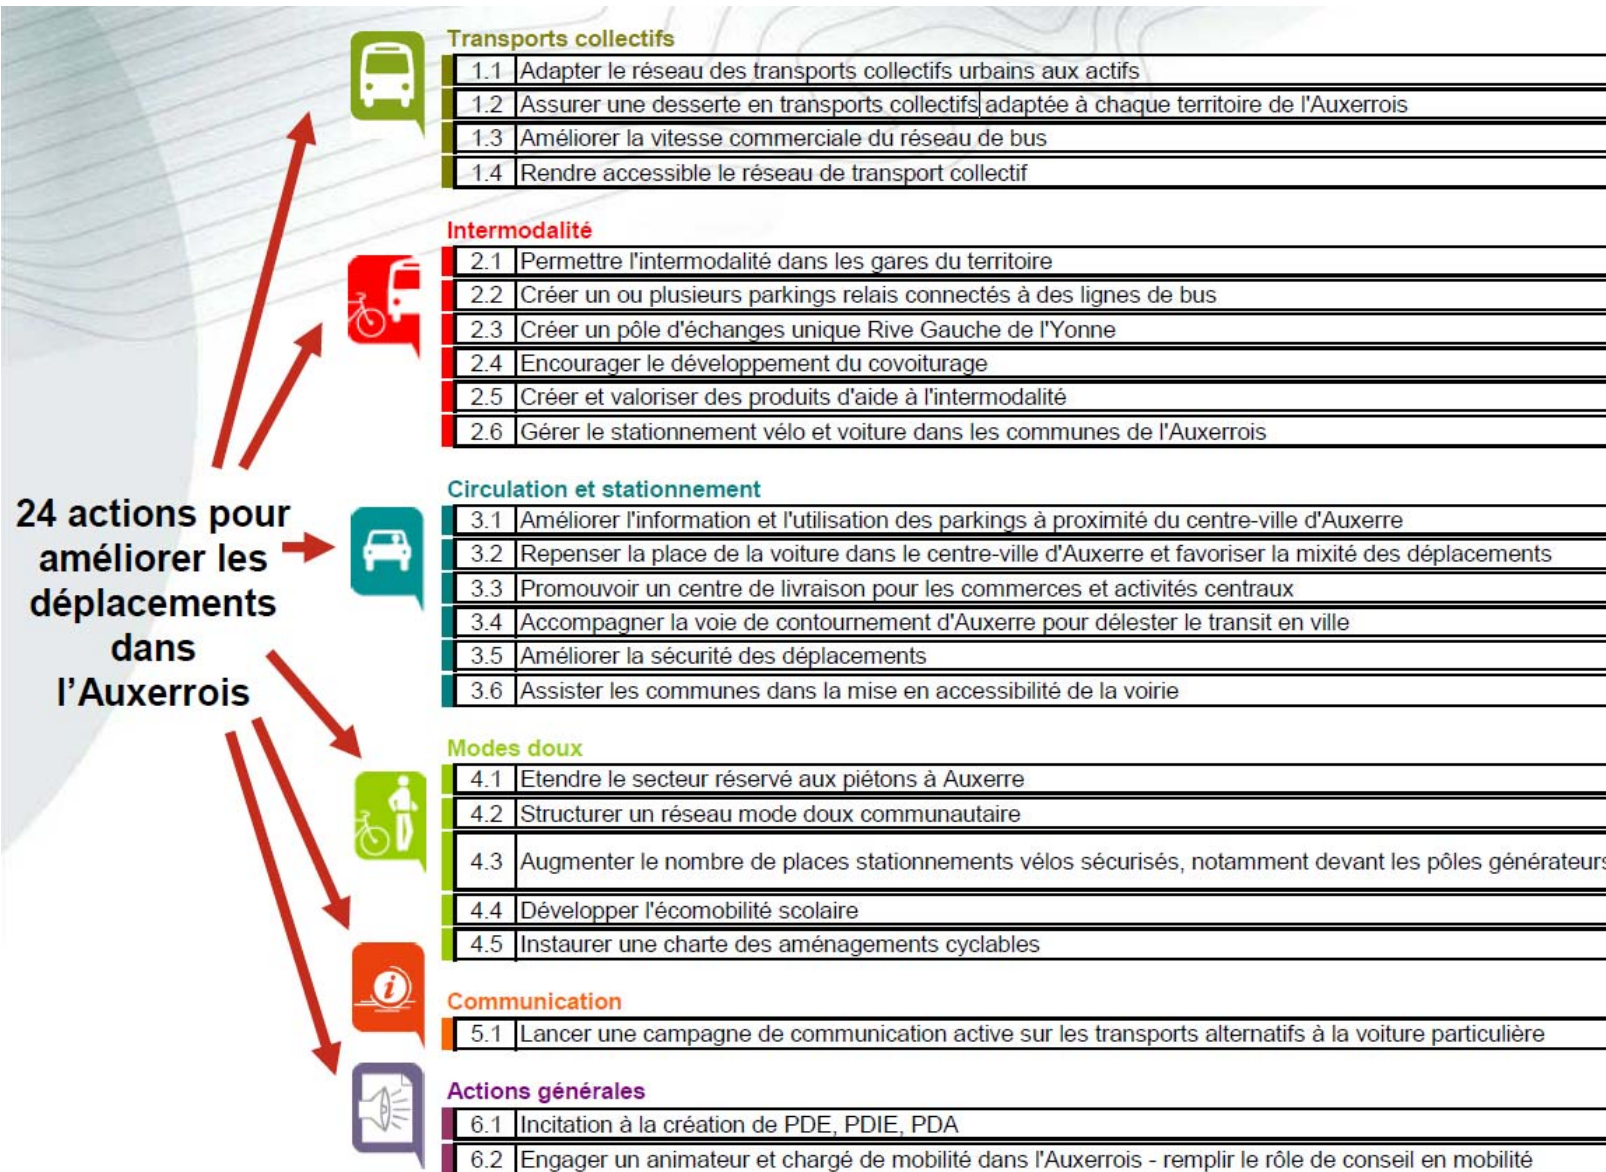 Transports collectifs
1.1 Adapter le réseau des transports collectifs urbains aux actifs
1.2 Assurer une desserte en transports collectifs adaptée à chaque territoire de l'Auxerrois
1.3 Améliorer la vitesse commerciale du réseau de bus
1.4 Rendre accessible le réseau de transport collectif
Intermodalité
2.1 Permettre l'intermodalité dans les gares du territoire
2.2 Créer un ou plusieurs parkings relais connectés à des lignes de bus
2.3 Créer un pôle d'échanges unique Rive Gauche de l'Yonne
2.4 Encourager le développement du covoiturage
2.5 Créer et valoriser des produits d'aide à l'intermodalité
2.6 Gérer le stationnement vélo et voiture dans les communes de l'Auxerrois
24 actions pour
améliorer les
déplacements
dans
l'Auxerrois
Circulation et stationnement
3.1 Améliorer l'information et l'utilisation des parkings à proximité du centre-ville d'Auxerre
3.2 Repenser la place de la voiture dans le centre-ville d'Auxerre et favoriser la mixité des déplacements
3.3 Promouvoir un centre de livraison pour les commerces et activités centraux
3.4 Accompagner la voie de contournement d'Auxerre pour délester le transit en ville
3.5 Améliorer la sécurité des déplacements
3.6 Assister les communes dans la mise en accessibilité de la voirie
Modes doux
4.1 Etendre le secteur réservé aux piétons à Auxerre
4.2 Structurer un réseau mode doux communautaire
4.3 Augmenter le nombre de places stationnements vélos sécurisés, notamment devant les pôles générateurs
4.4 Développer l'écomobilité scolaire
4.5 Instaurer une charte des aménagements cyclables
i
Communication
5.1 Lancer une campagne de communication active sur les transports alternatifs à la voiture particulière
Actions générales
6.1 Incitation à la création de PDE, PDIE, PDA
6.2 Engager un animateur et chargé de mobilité dans l'Auxerrois - remplir le rôle de conseil en mobilité